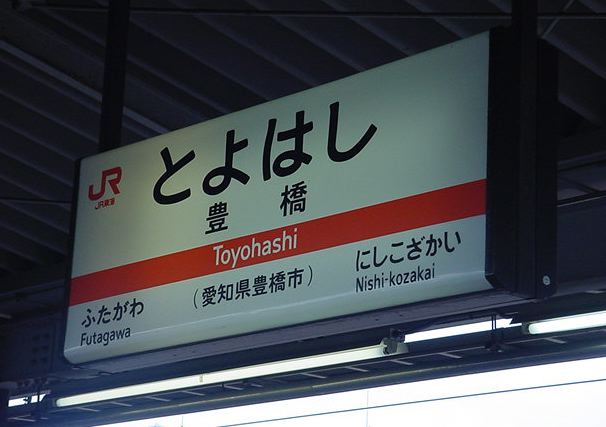 JR
JR東海
とよはし
豊橋
Toyohashi
(愛知県豊橋市)
ふたがわ
Futagawa
にしこざかい
Nishi-kozakai